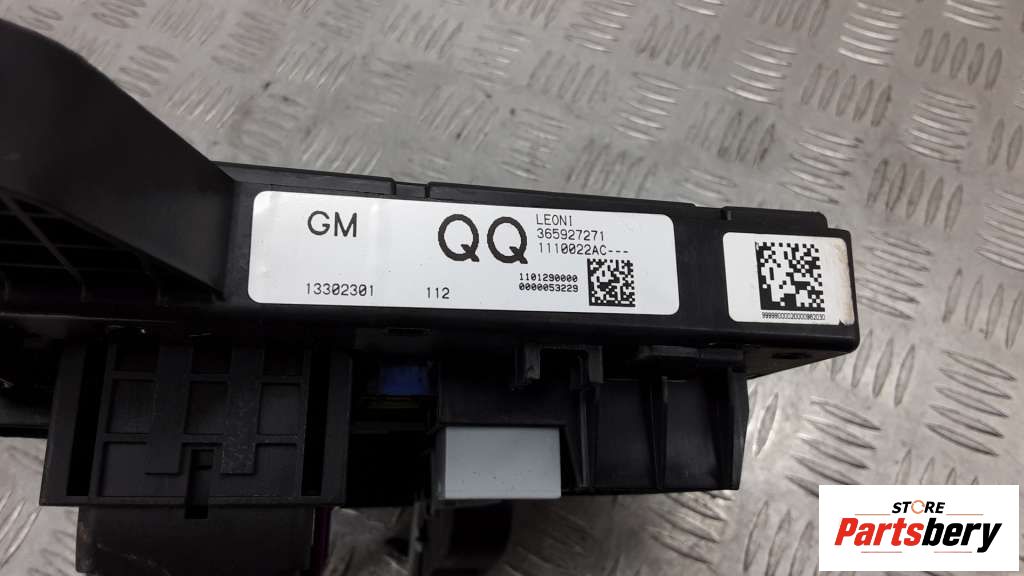 GM
QQ
LEONI
365927271
1110022AC---
1101290000
0000053229
13302301 112
STORE
Partsbery